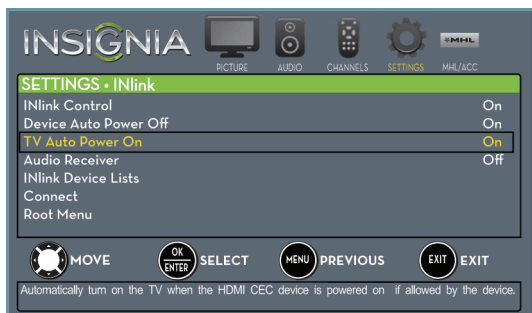 INSIGNIA
PICTURE AUDIO CHANNELS SETTINGS MHL MHL/ACC
SETTINGS • INlink
INlink Control On
Device Auto Power Off On
TV Auto Power On On
Audio Receiver Off
INlink Device Lists
Connect
Root Menu
MOVE OK ENTER SELECT MENU PREVIOUS EXIT EXIT
Automatically turn on the TV when the HDMI CEC device is powered on if allowed by the device.